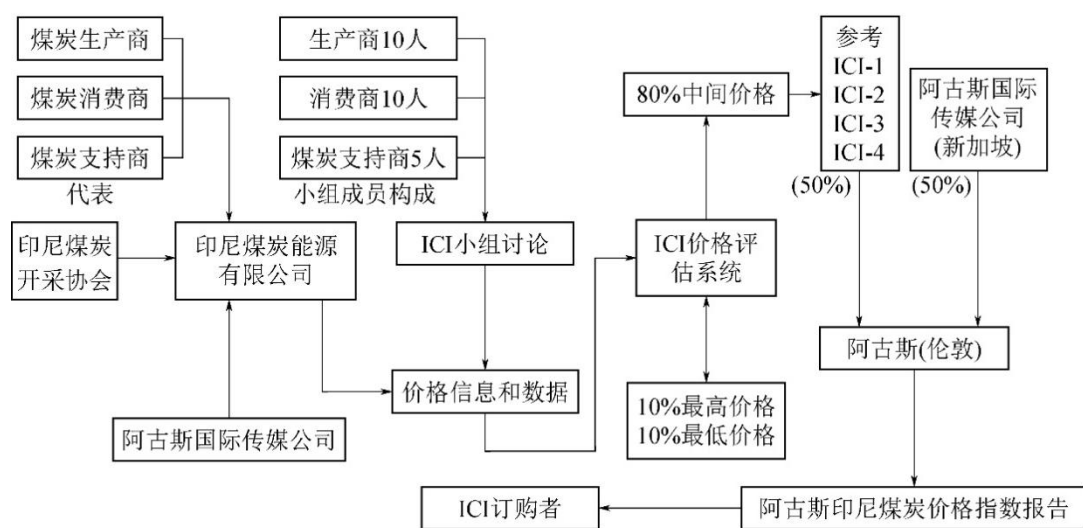 煤炭生产商
煤炭消费商
煤炭支持商
代表
生产商10人
消费商10人
煤炭支持商5人
小组成员构成
80%中间价格
参考
ICI-1
ICI-2
ICI-3
ICI-4
(50%)
阿古斯国际
传媒公司
(新加坡)
(50%)
印尼煤炭
开采协会
印尼煤炭能源
有限公司
ICI小组讨论
ICI价格评
估系统
阿古斯(伦敦)
价格信息和数据
10%最高价格
10%最低价格
阿古斯国际传媒公司
ICI订购者
阿古斯印尼煤炭价格指数报告